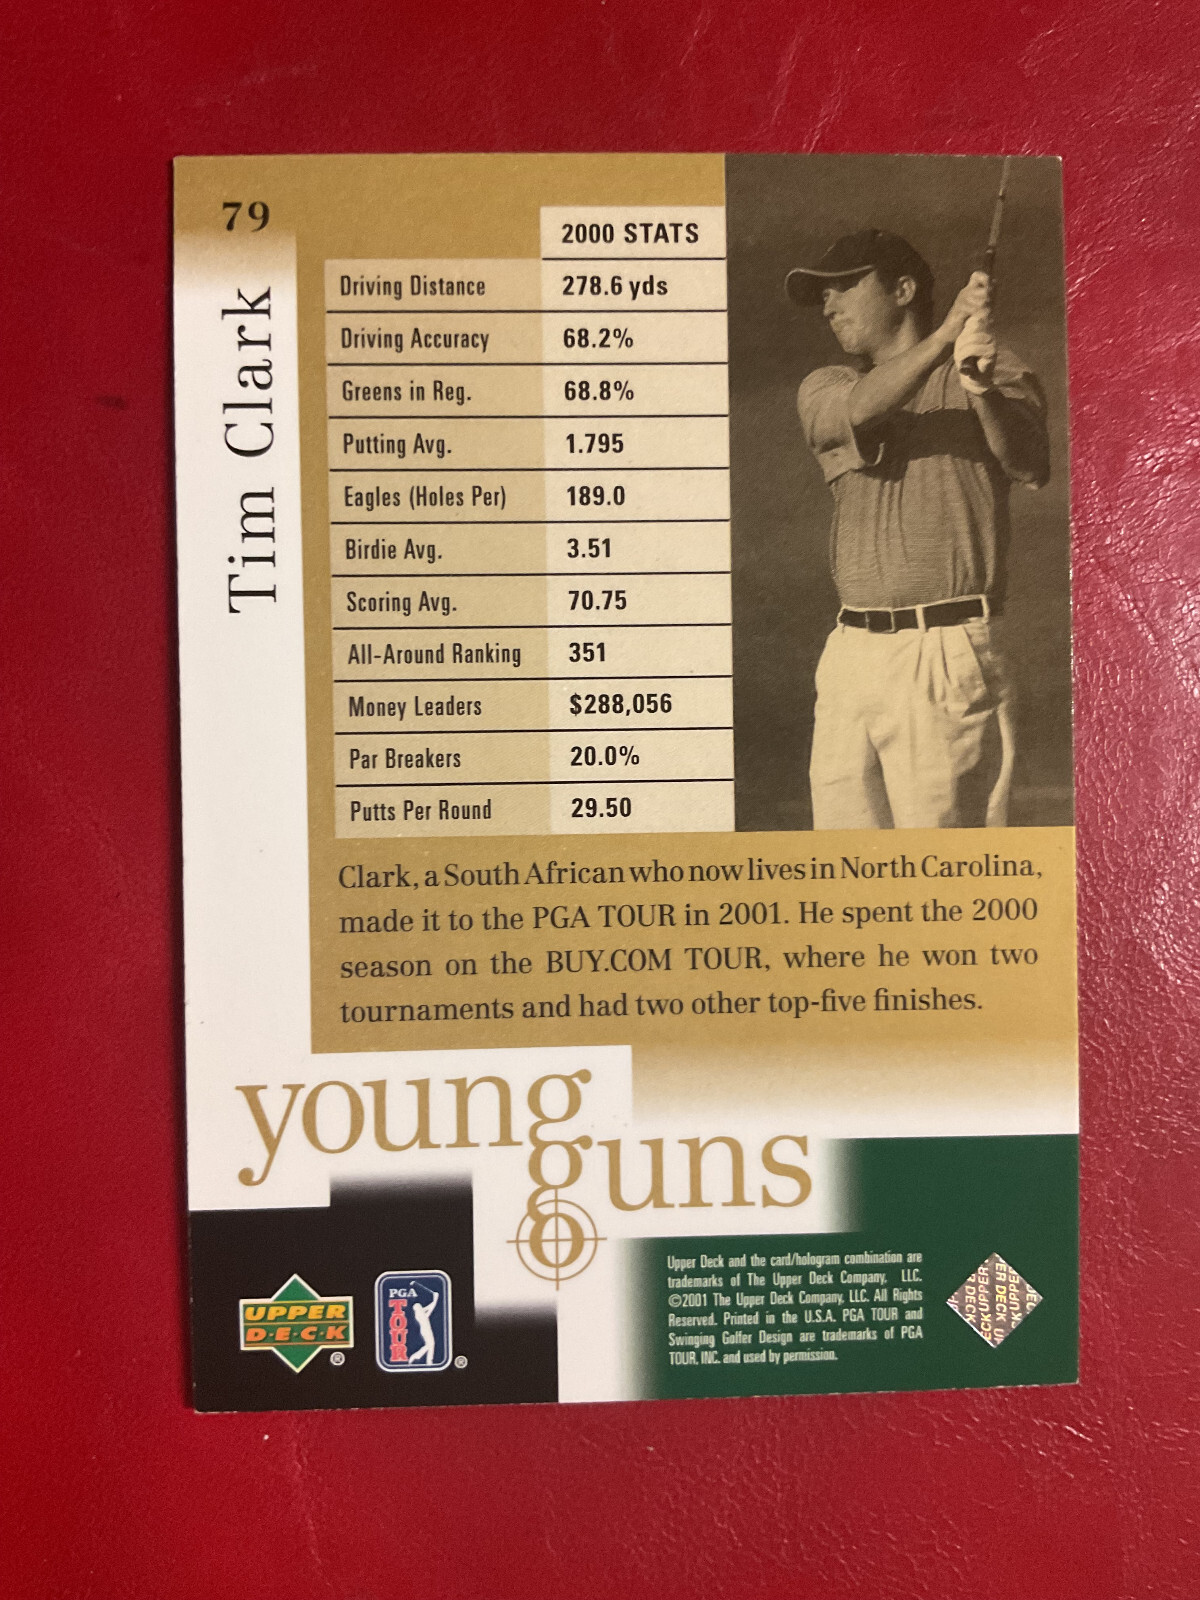 79
Tim Clark
2000 STATS
Driving Distance 278.6 yds
Driving Accuracy 68.2%
Greens in Reg. 68.8%
Putting Avg. 1.795
Eagles (Holes Per) 189.0
Birdie Avg. 3.51
Scoring Avg. 70.75
All-Around Ranking 351
Money Leaders $288,056
Par Breakers 20.0%
Putts Per Round 29.50
Clark, a South African who now lives in North Carolina,
made it to the PGA TOUR in 2001. He spent the 2000
season on the BUY.COM TOUR, where he won two
tournaments and had two other top-five finishes.
young
guns
UPPER
D·E·C·K
®
PGA
TOUR
®
Upper Deck and the card/hologram combination are
trademarks of The Upper Deck Company, LLC.
©2001 The Upper Deck Company, LLC. All Rights
Reserved. Printed in the U.S.A. PGA TOUR and
Swinging Golfer Design are trademarks of PGA
TOUR, INC. and used by permission.